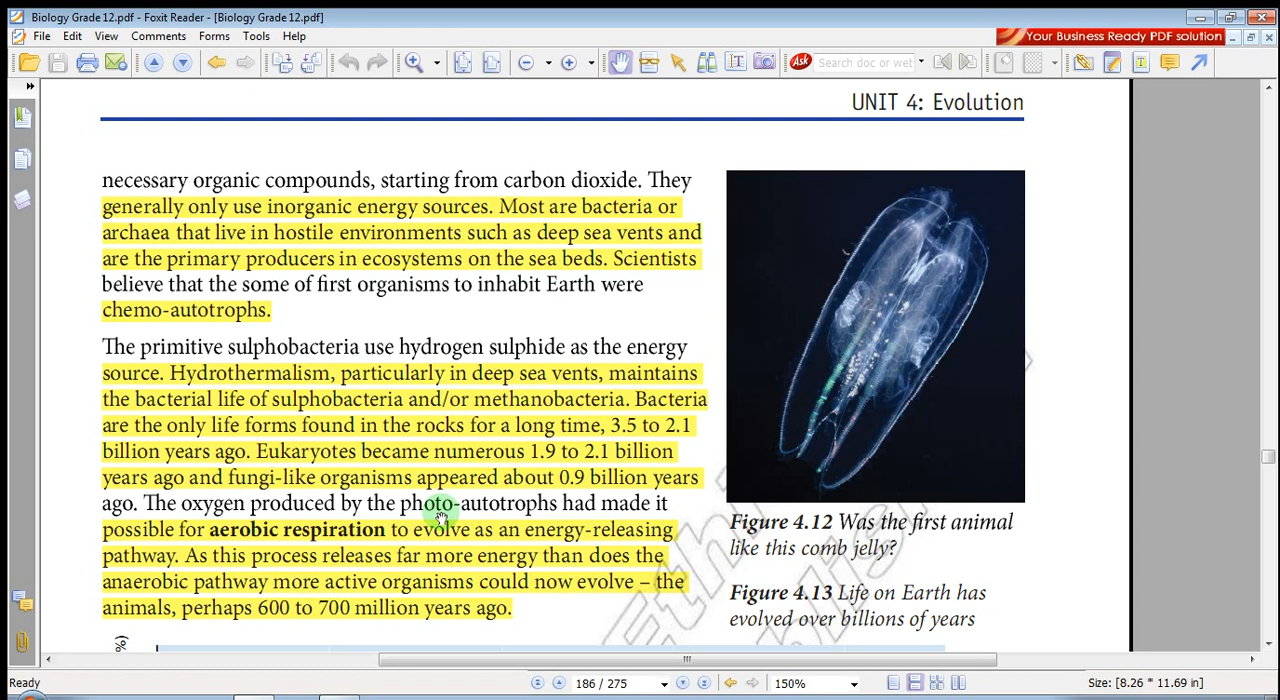 Biology Grade 12.pdf - Foxit Reader - [Biology Grade 12.pdf]
File Edit View Comments Forms Tools Help
Your Business Ready PDF solution
Ask Search doc or wel
UNIT 4: Evolution
necessary organic compounds, starting from carbon dioxide. They
generally only use inorganic energy sources. Most are bacteria or
archaea that live in hostile environments such as deep sea vents and
are the primary producers in ecosystems on the sea beds. Scientists
believe that the some of first organisms to inhabit Earth were
chemo-autotrophs.
The primitive sulphobacteria use hydrogen sulphide as the energy
source. Hydrothermalism, particularly in deep sea vents, maintains
the bacterial life of sulphobacteria and/or methanobacteria. Bacteria
are the only life forms found in the rocks for a long time, 3.5 to 2.1
billion years ago. Eukaryotes became numerous 1.9 to 2.1 billion
years ago and fungi-like organisms appeared about 0.9 billion years
ago. The oxygen produced by the photo-autotrophs had made it
possible for aerobic respiration to evolve as an energy-releasing
pathway. As this process releases far more energy than does the
anaerobic pathway more active organisms could now evolve – the
animals, perhaps 600 to 700 million years ago.
Figure 4.12 Was the first animal
like this comb jelly?
Figure 4.13 Life on Earth has
evolved over billions of years
Ready
186 / 275
150%
Size: [8.26 * 11.69 in]